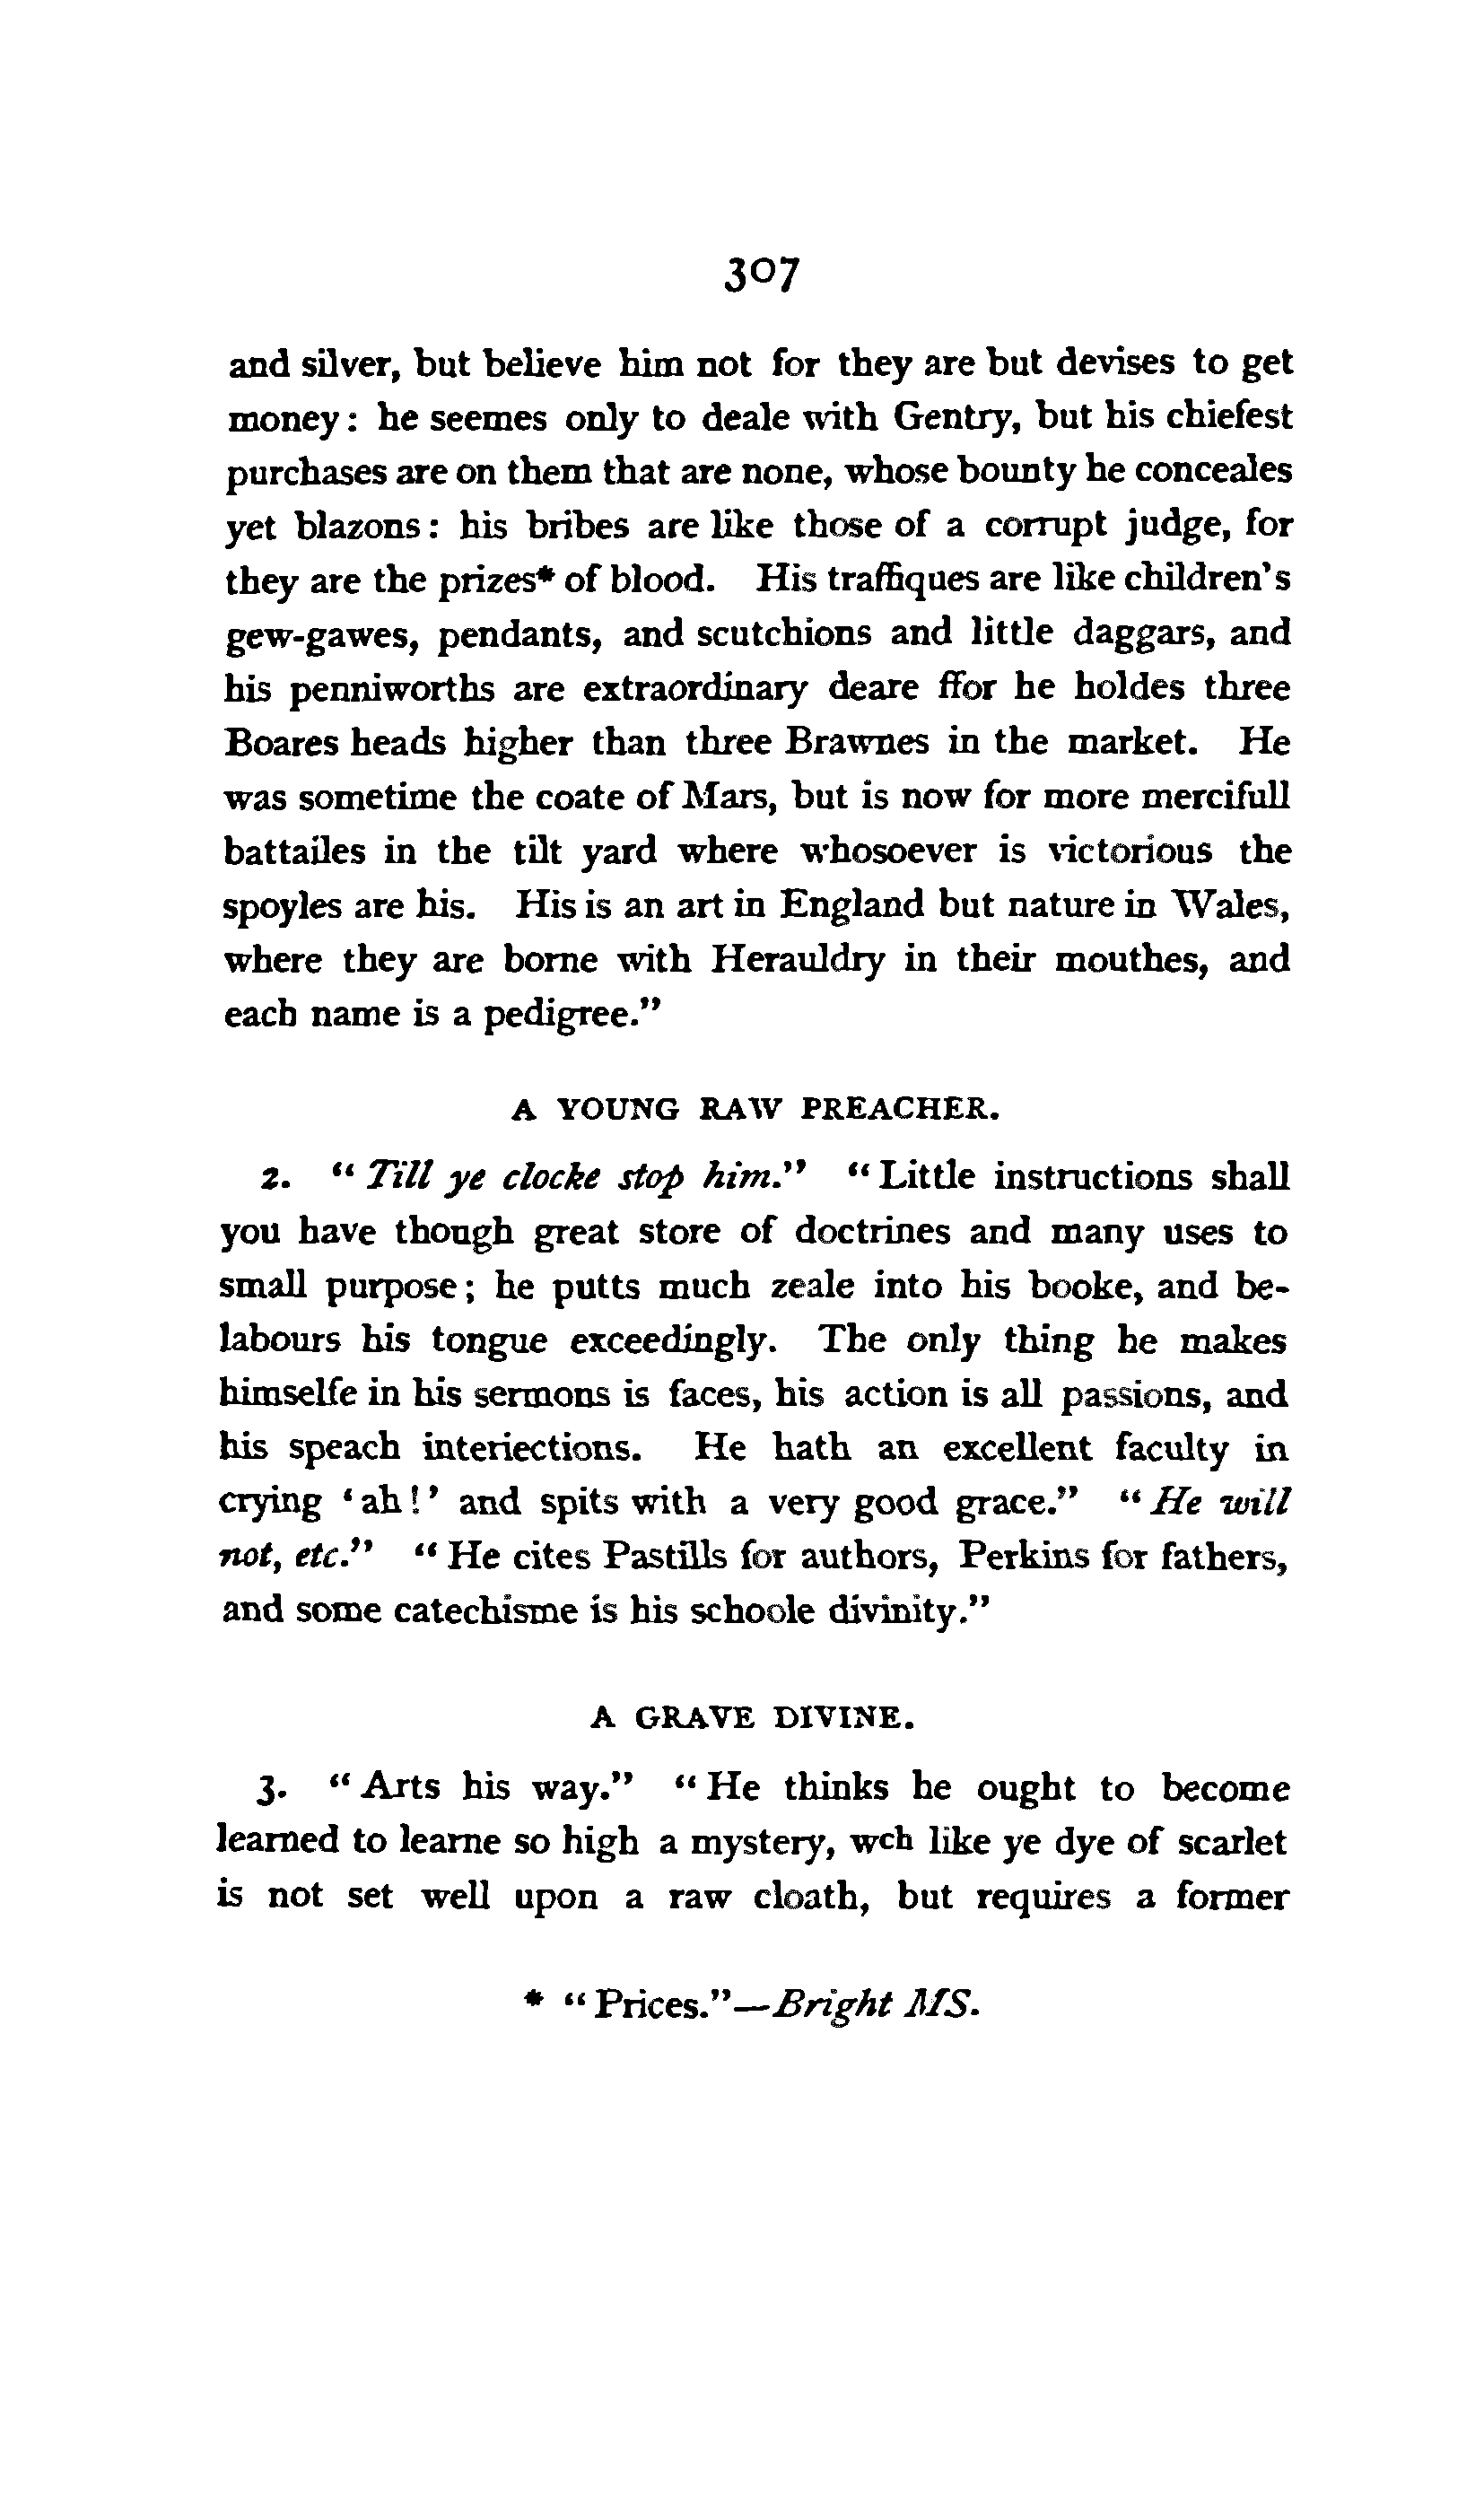 307
and silver, but believe him not for they are but devises to get
money: he seemes only to deale with Gentry, but his chiefest
purchases are on them that are none, whose bounty he conceales
yet blazons: his bribes are like those of a corrupt judge, for
they are the prizes* of blood. His traffiques are like children's
gew-gawes, pendants, and scutchions and little daggars, and
his penniworths are extraordinary deare ffor he holdes three
Boares heads higher than three Brawnes in the market. He
was sometime the coate of Mars, but is now for more mercifull
battailes in the tilt yard where whosoever is victorious the
spoyles are his. His is an art in England but nature in Wales,
where they are borne with Herauldry in their mouthes, and
each name is a pedigree."
A YOUNG RAW PREACHER.
2. "Till ye clocke stop him." "Little instructions shall
you have though great store of doctrines and many uses to
small purpose; he putts much zeale into his booke, and be-
labours his tongue exceedingly. The only thing he makes
himselfe in his sermons is faces, his action is all passions, and
his speach interiections. He hath an excellent faculty in
crying 'ah!' and spits with a very good grace." "He will
not, etc." "He cites Pastills for authors, Perkins for fathers,
and some catechisme is his schoole divinity."
A GRAVE DIVINE.
3. "Arts his way." "He thinks he ought to become
learned to learne so high a mystery, wch like ye dye of scarlet
is not set well upon a raw cloath, but requires a former
* "Prices."—Bright MS.